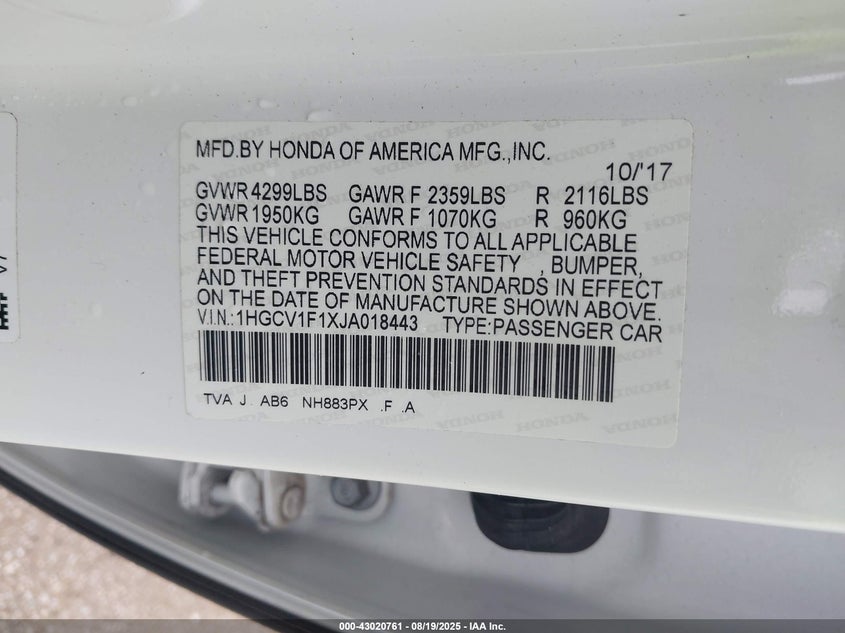 MFD.BY HONDA OF AMERICA MFG.,INC.
10/'17
GVWR 4299LBS GAWR F 2359LBS R 2116LBS
GVWR 1950KG GAWR F 1070KG R 960KG
THIS VEHICLE CONFORMS TO ALL APPLICABLE
FEDERAL MOTOR VEHICLE SAFETY , BUMPER,
AND THEFT PREVENTION STANDARDS IN EFFECT
ON THE DATE OF MANUFACTURE SHOWN ABOVE.
V.I.N.:1HGCV1F1XJA018443 TYPE:PASSENGER CAR
TVA J. AB6 NH883PX .F .A
000-43020761 - 08/19/2025 - IAA Inc.